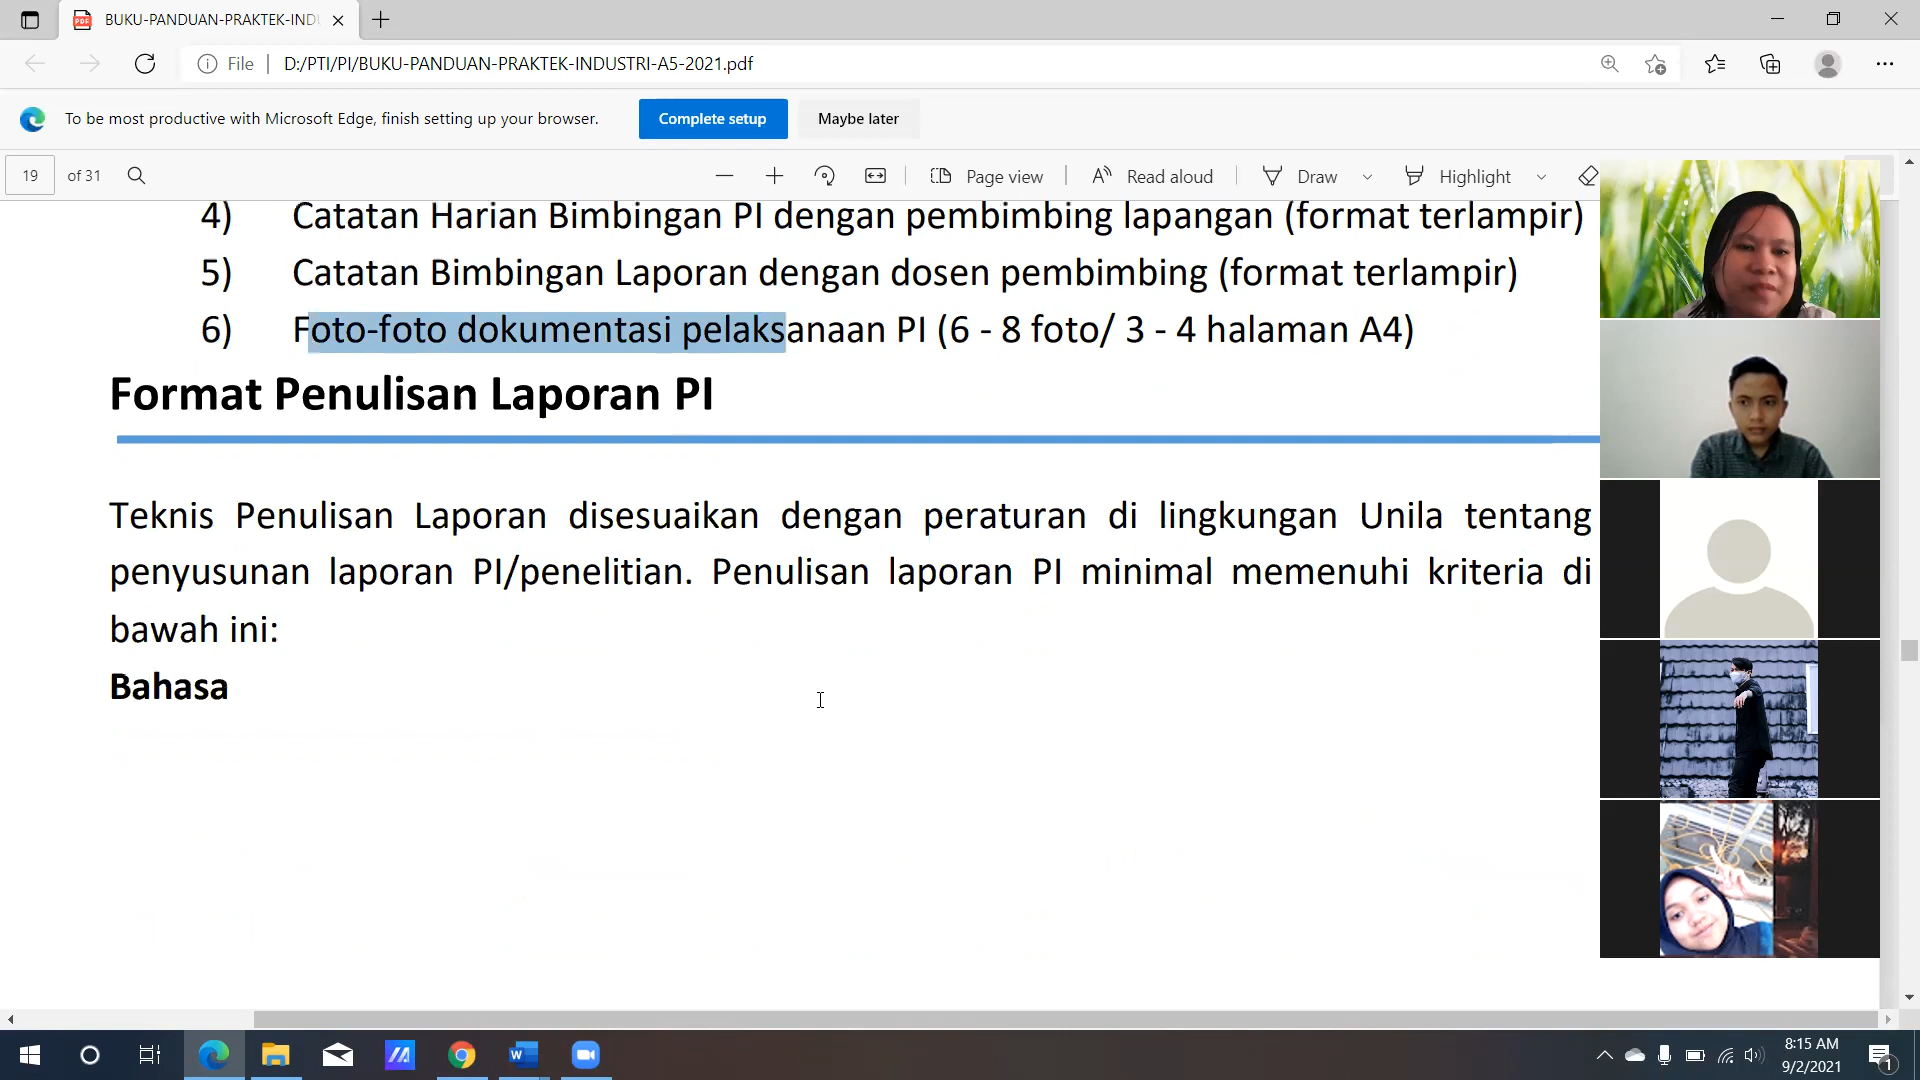 BUKU-PANDUAN-PRAKTEK-IND
File
D:/PTI/PI/BUKU-PANDUAN-PRAKTEK-INDUSTRI-A5-2021.pdf
To be most productive with Microsoft Edge, finish setting up your browser.
Complete setup
Maybe later
19 of 31
Page view
Read aloud
Draw
Highlight
4) Catatan Harian Bimbingan PI dengan pembimbing lapangan (format terlampir)
5) Catatan Bimbingan Laporan dengan dosen pembimbing (format terlampir)
6) Foto-foto dokumentasi pelaksanaan PI (6 - 8 foto/ 3 - 4 halaman A4)
Format Penulisan Laporan PI
Teknis Penulisan Laporan disesuaikan dengan peraturan di lingkungan Unila tentang
penyusunan laporan PI/penelitian. Penulisan laporan PI minimal memenuhi kriteria di
bawah ini:
Bahasa
8:15 AM
9/2/2021
1